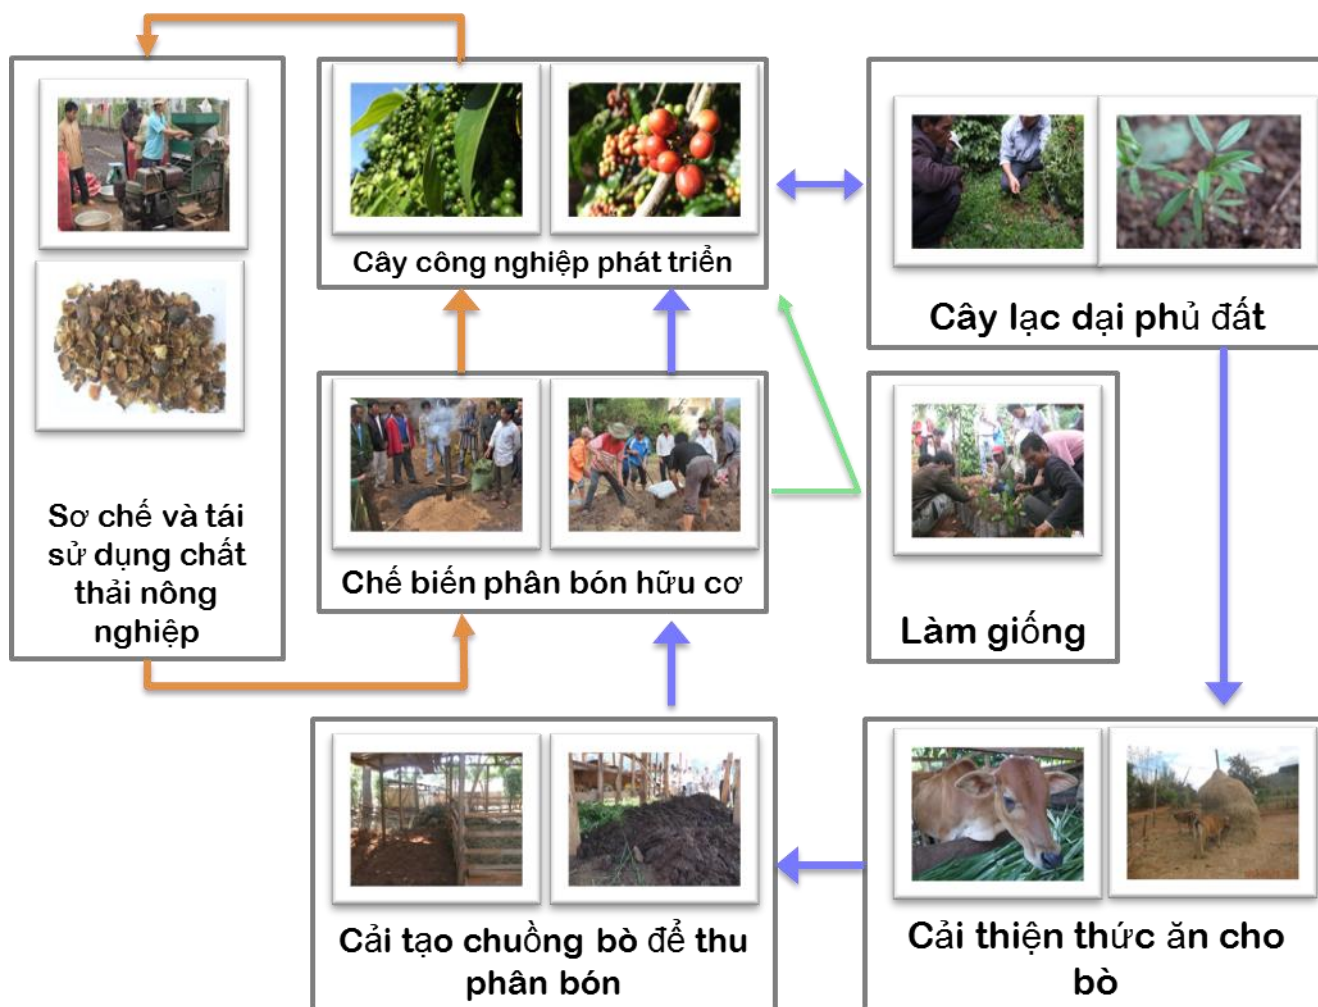 Cây công nghiệp phát triển
Cây lạc dại phủ đất
Sơ chế và tái
sử dụng chất
thải nông
nghiệp
Chế biến phân bón hữu cơ
Làm giống
Cải tạo chuồng bò để thu
phân bón
Cải thiện thức ăn cho
bò